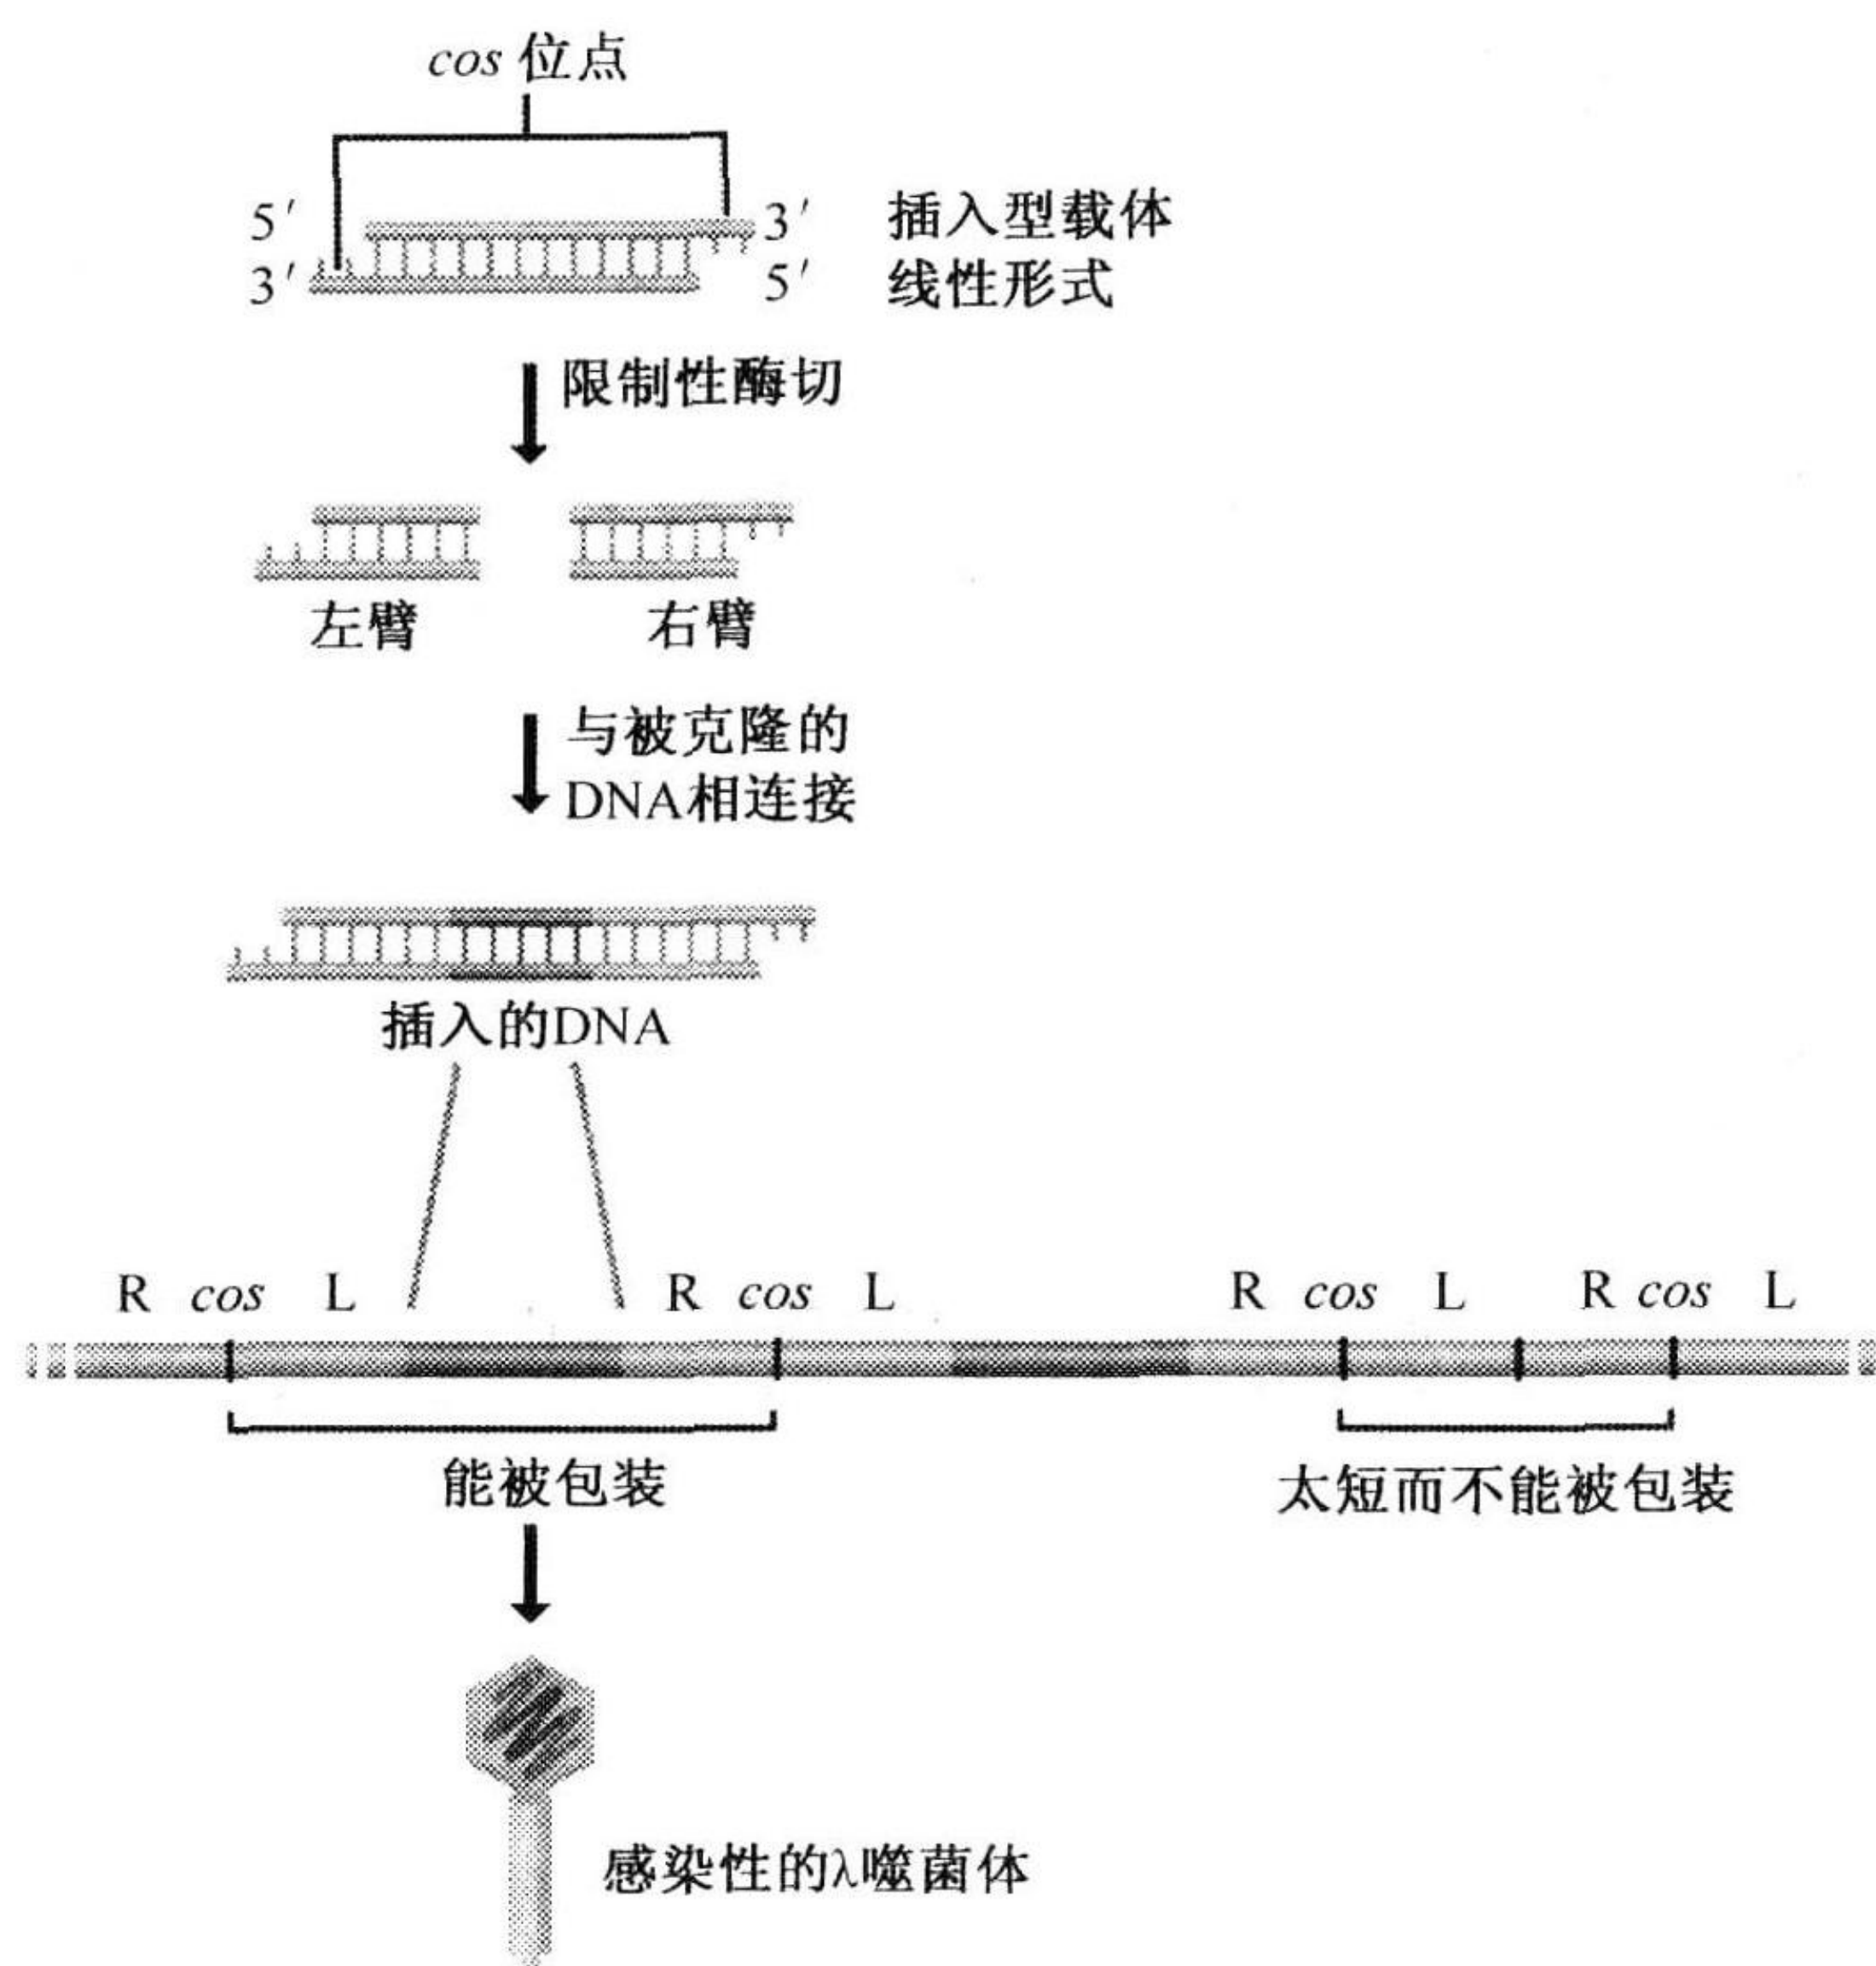 cos 位点
5′ 3′ 插入型载体
3′ 5′ 线性形式
限制性酶切
左臂 右臂
与被克隆的
DNA相连接
插入的DNA
R cos L R cos L R cos L R cos L
能被包装
太短而不能被包装
感染性的λ噬菌体